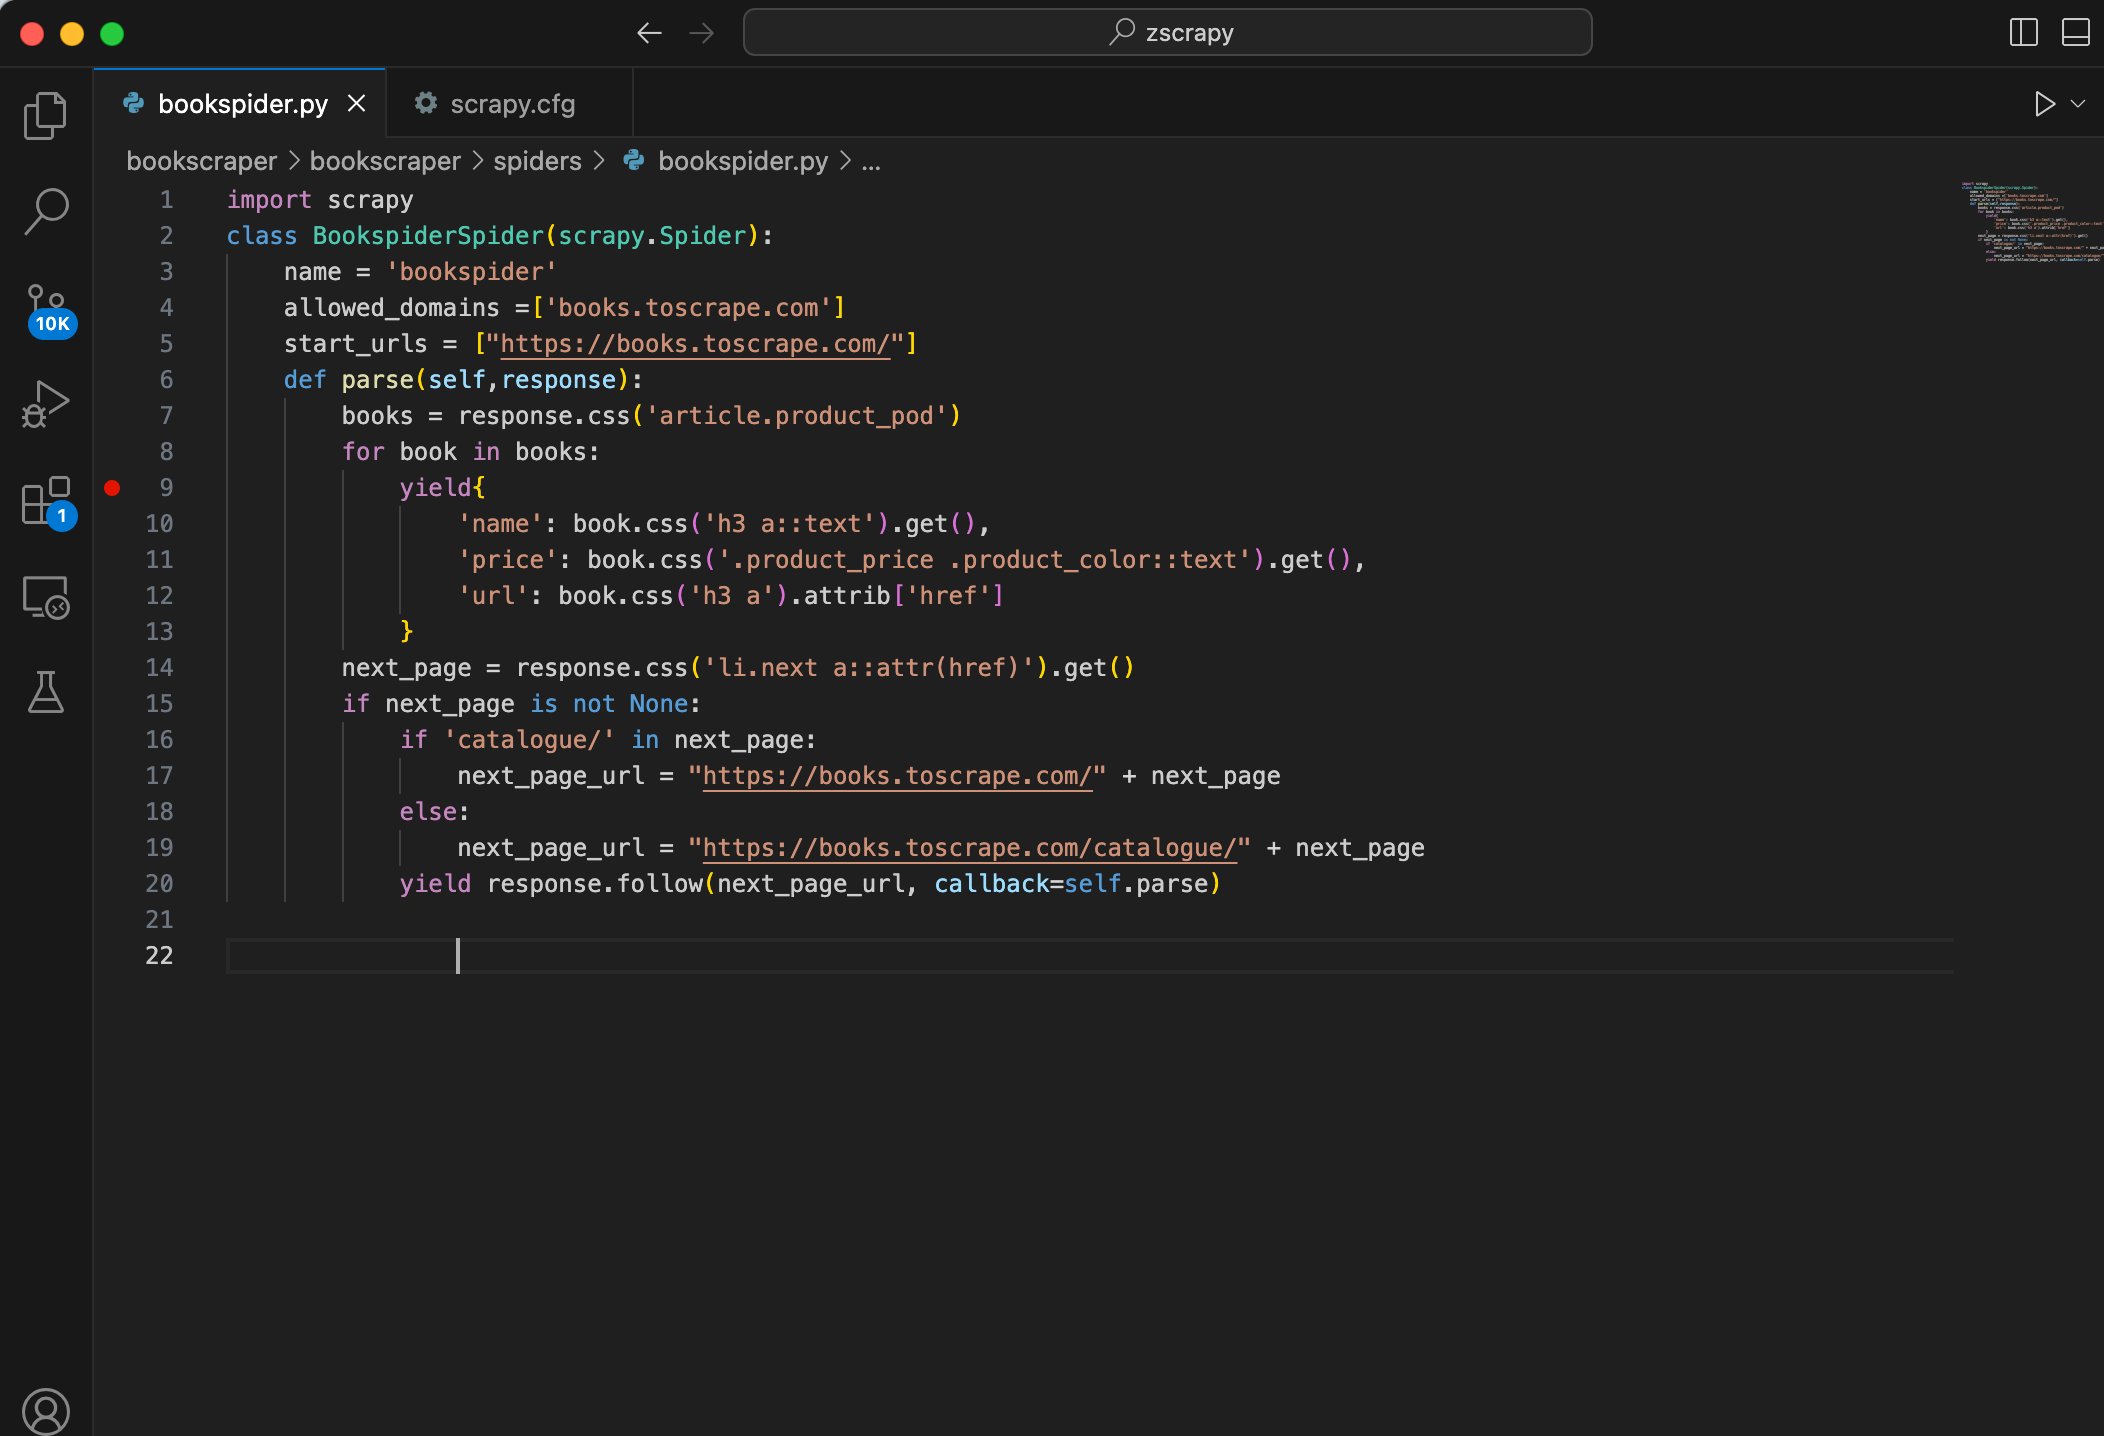 zscrapy
bookspider.py
scrapy.cfg
bookscraper > bookscraper > spiders > bookspider.py > ...
1 import scrapy
2 class BookspiderSpider(scrapy.Spider):
3     name = 'bookspider'
4     allowed_domains =['books.toscrape.com']
5     start_urls = ["https://books.toscrape.com/"]
6     def parse(self,response):
7         books = response.css('article.product_pod')
8         for book in books:
9             yield{
10                 'name': book.css('h3 a::text').get(),
11                 'price': book.css('.product_price .product_color::text').get(),
12                 'url': book.css('h3 a').attrib['href']
13             }
14         next_page = response.css('li.next a::attr(href)').get()
15         if next_page is not None:
16             if 'catalogue/' in next_page:
17                 next_page_url = "https://books.toscrape.com/" + next_page
18             else:
19                 next_page_url = "https://books.toscrape.com/catalogue/" + next_page
20             yield response.follow(next_page_url, callback=self.parse)
21
22
10K
1